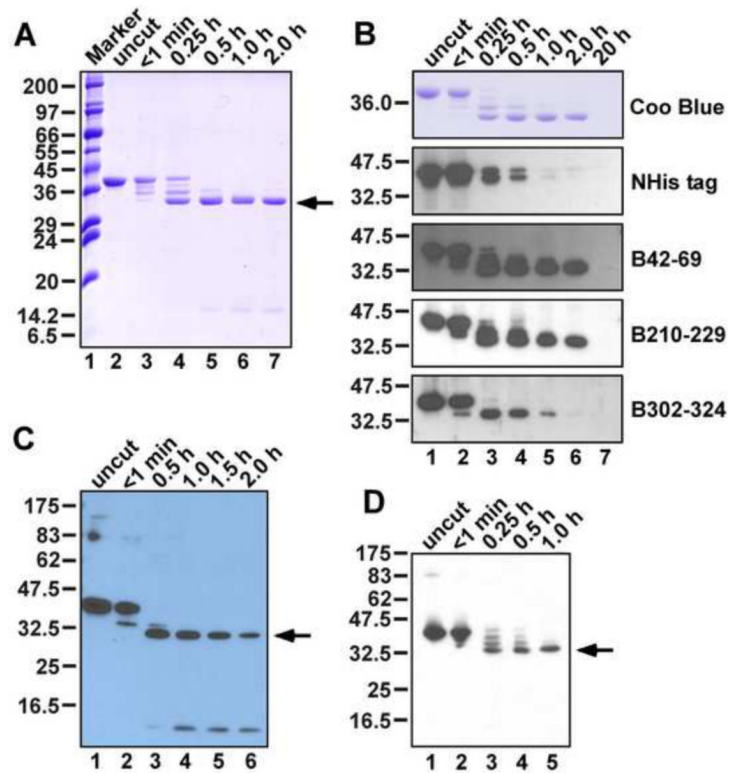 A
Marker
uncut
<1 min
0.25 h
0.5 h
1.0 h
2.0 h
200
97
66
55
45
36
29
24
20
14.2
6.5
1 2 3 4 5 6 7
B
uncut
<1 min
0.25 h
0.5 h
1.0 h
2.0 h
20 h
36.0
Coo Blue
47.5
32.5
NHis tag
47.5
32.5
B42-69
47.5
32.5
B210-229
47.5
32.5
B302-324
1 2 3 4 5 6 7
C
uncut
<1 min
0.5 h
1.0 h
1.5 h
2.0 h
175
83
62
47.5
32.5
25
16.5
1 2 3 4 5 6
D
uncut
<1 min
0.25 h
0.5 h
1.0 h
175
83
62
47.5
32.5
25
16.5
1 2 3 4 5